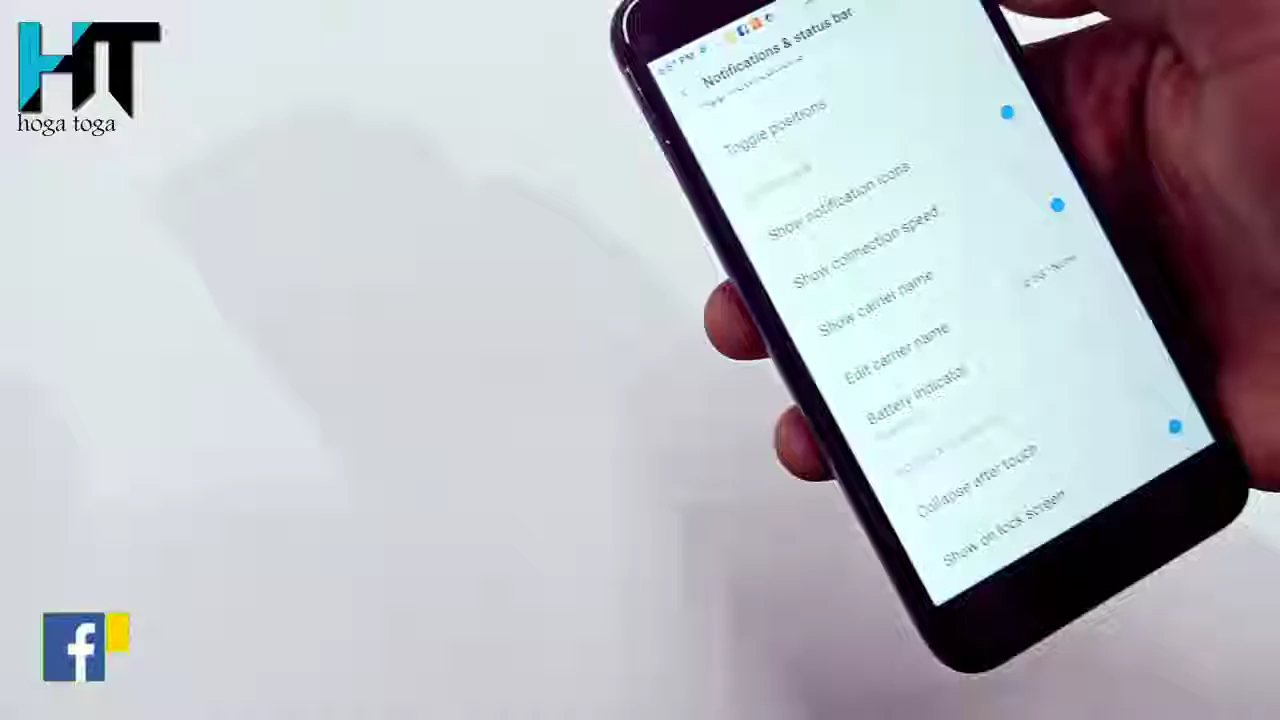 HT
hoga toga
Notifications & status bar
Toggle positions
Show notification icons
Show connection speed
Show carrier name
Edit carrier name
Battery indicator
Collapse after touch
Show on lock screen
f